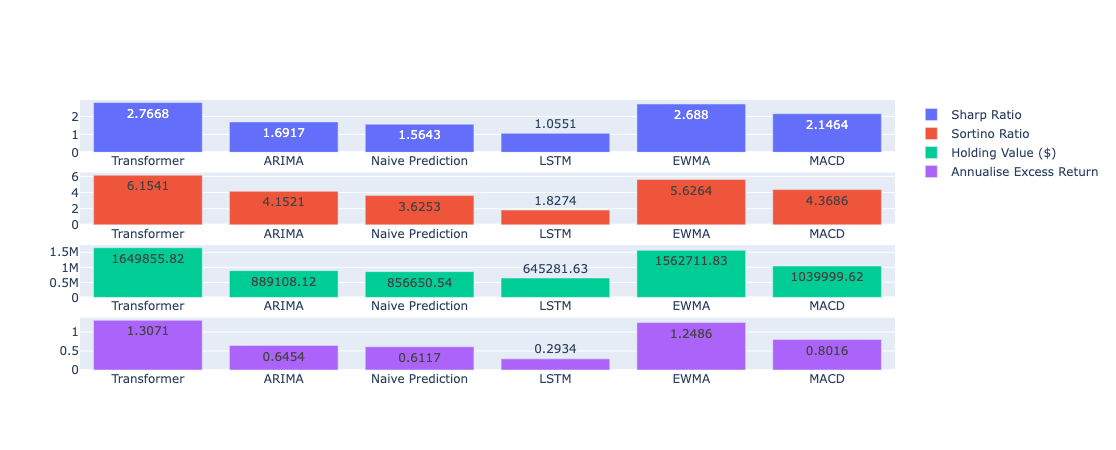 2
1
0
2.7668
1.6917
1.5643
1.0551
2.688
2.1464
Transformer
ARIMA
Naive Prediction
LSTM
EWMA
MACD
6
4
2
0
6.1541
4.1521
3.6253
1.8274
5.6264
4.3686
Transformer
ARIMA
Naive Prediction
LSTM
EWMA
MACD
1.5M
1M
0.5M
0
1649855.82
889108.12
856650.54
645281.63
1562711.83
1039999.62
Transformer
ARIMA
Naive Prediction
LSTM
EWMA
MACD
1
0.5
0
1.3071
0.6454
0.6117
0.2934
1.2486
0.8016
Transformer
ARIMA
Naive Prediction
LSTM
EWMA
MACD
Sharp Ratio
Sortino Ratio
Holding Value ($)
Annualise Excess Return